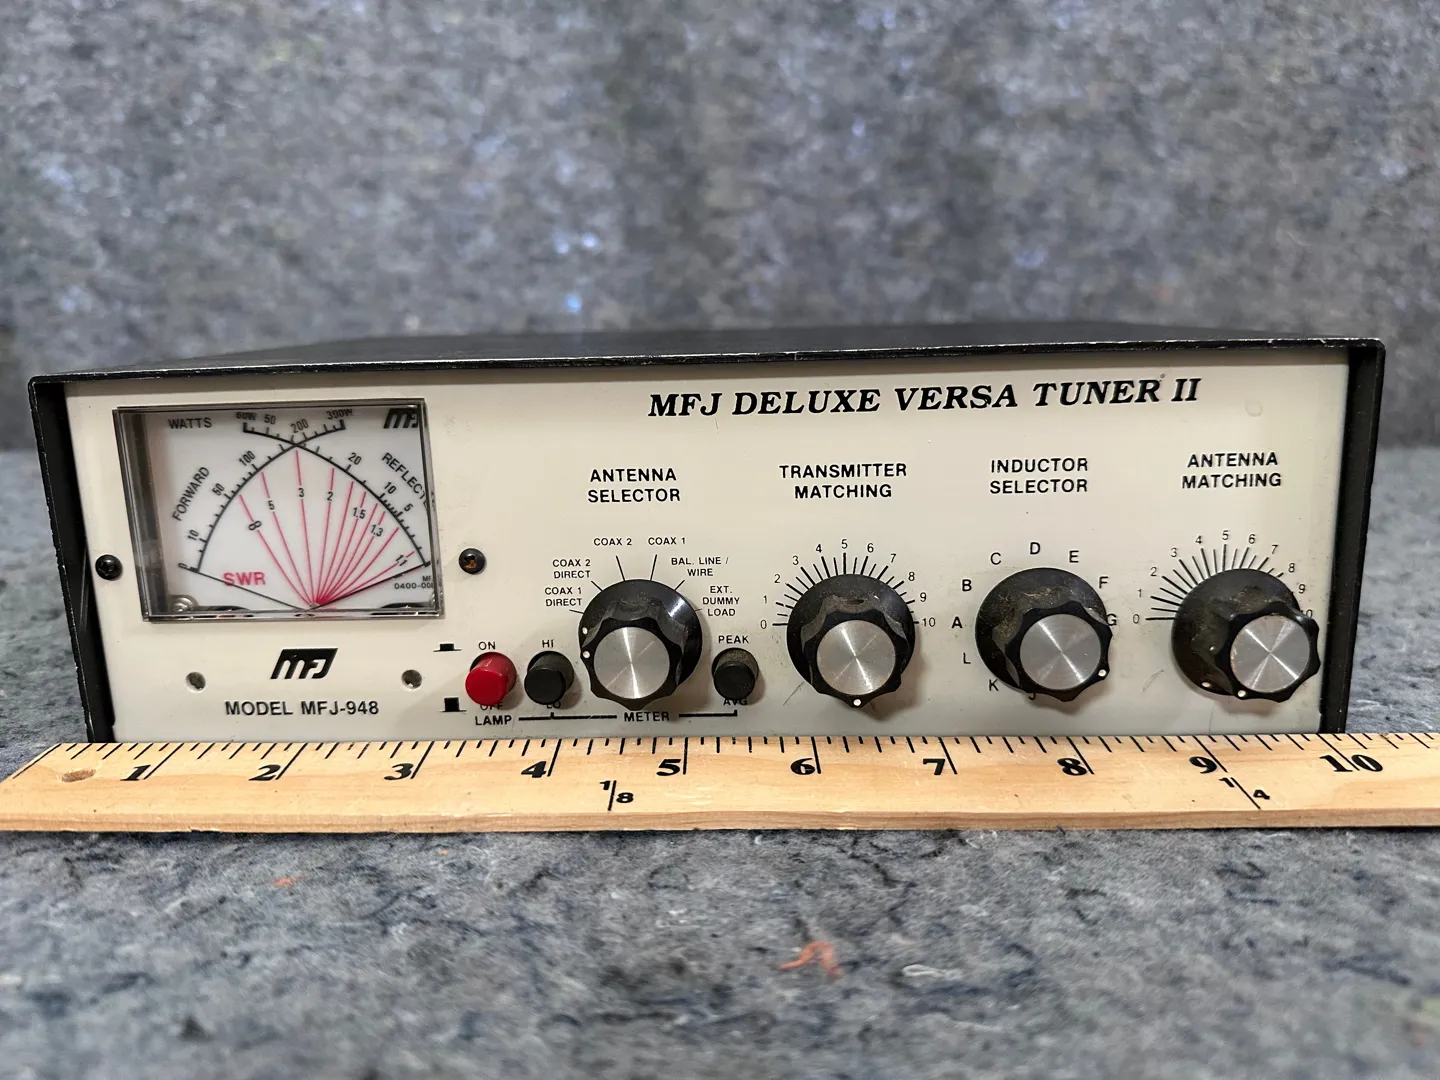 MFJ DELUXE VERSA TUNER II
WATTS
60W 50 200 300W
MFJ
FORWARD
0 10 50 100
20 10 5
∞ 5 3 2 1.5 1.3 1.1
SWR
ANTENNA
SELECTOR
COAX 1
DIRECT
COAX 2
DIRECT
COAX 2
COAX 1
BAL. LINE /
WIRE
EXT.
DUMMY
LOAD
TRANSMITTER
MATCHING
0 1 2 3 4 5 6 7 8 9 10
INDUCTOR
SELECTOR
A B C D E F G
J K L
ANTENNA
MATCHING
0 1 2 3 4 5 6 7 8 9
MFJ
MODEL MFJ-948
ON
OFF
LAMP
HI
LO
METER
PEAK
AVG
1 2 3 4 5 6 7 8 9 10
1/8
1/4